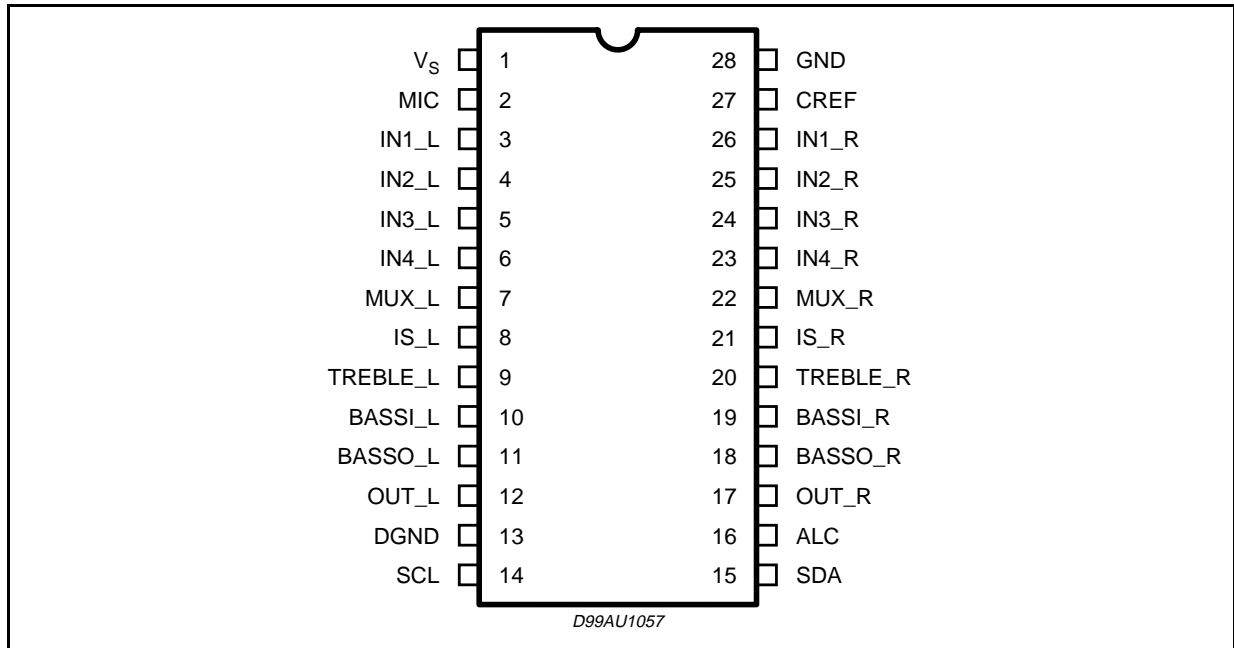 VS 1 28 GND
MIC 2 27 CREF
IN1_L 3 26 IN1_R
IN2_L 4 25 IN2_R
IN3_L 5 24 IN3_R
IN4_L 6 23 IN4_R
MUX_L 7 22 MUX_R
IS_L 8 21 IS_R
TREBLE_L 9 20 TREBLE_R
BASSI_L 10 19 BASSI_R
BASSO_L 11 18 BASSO_R
OUT_L 12 17 OUT_R
DGND 13 16 ALC
SCL 14 15 SDA
D99AU1057